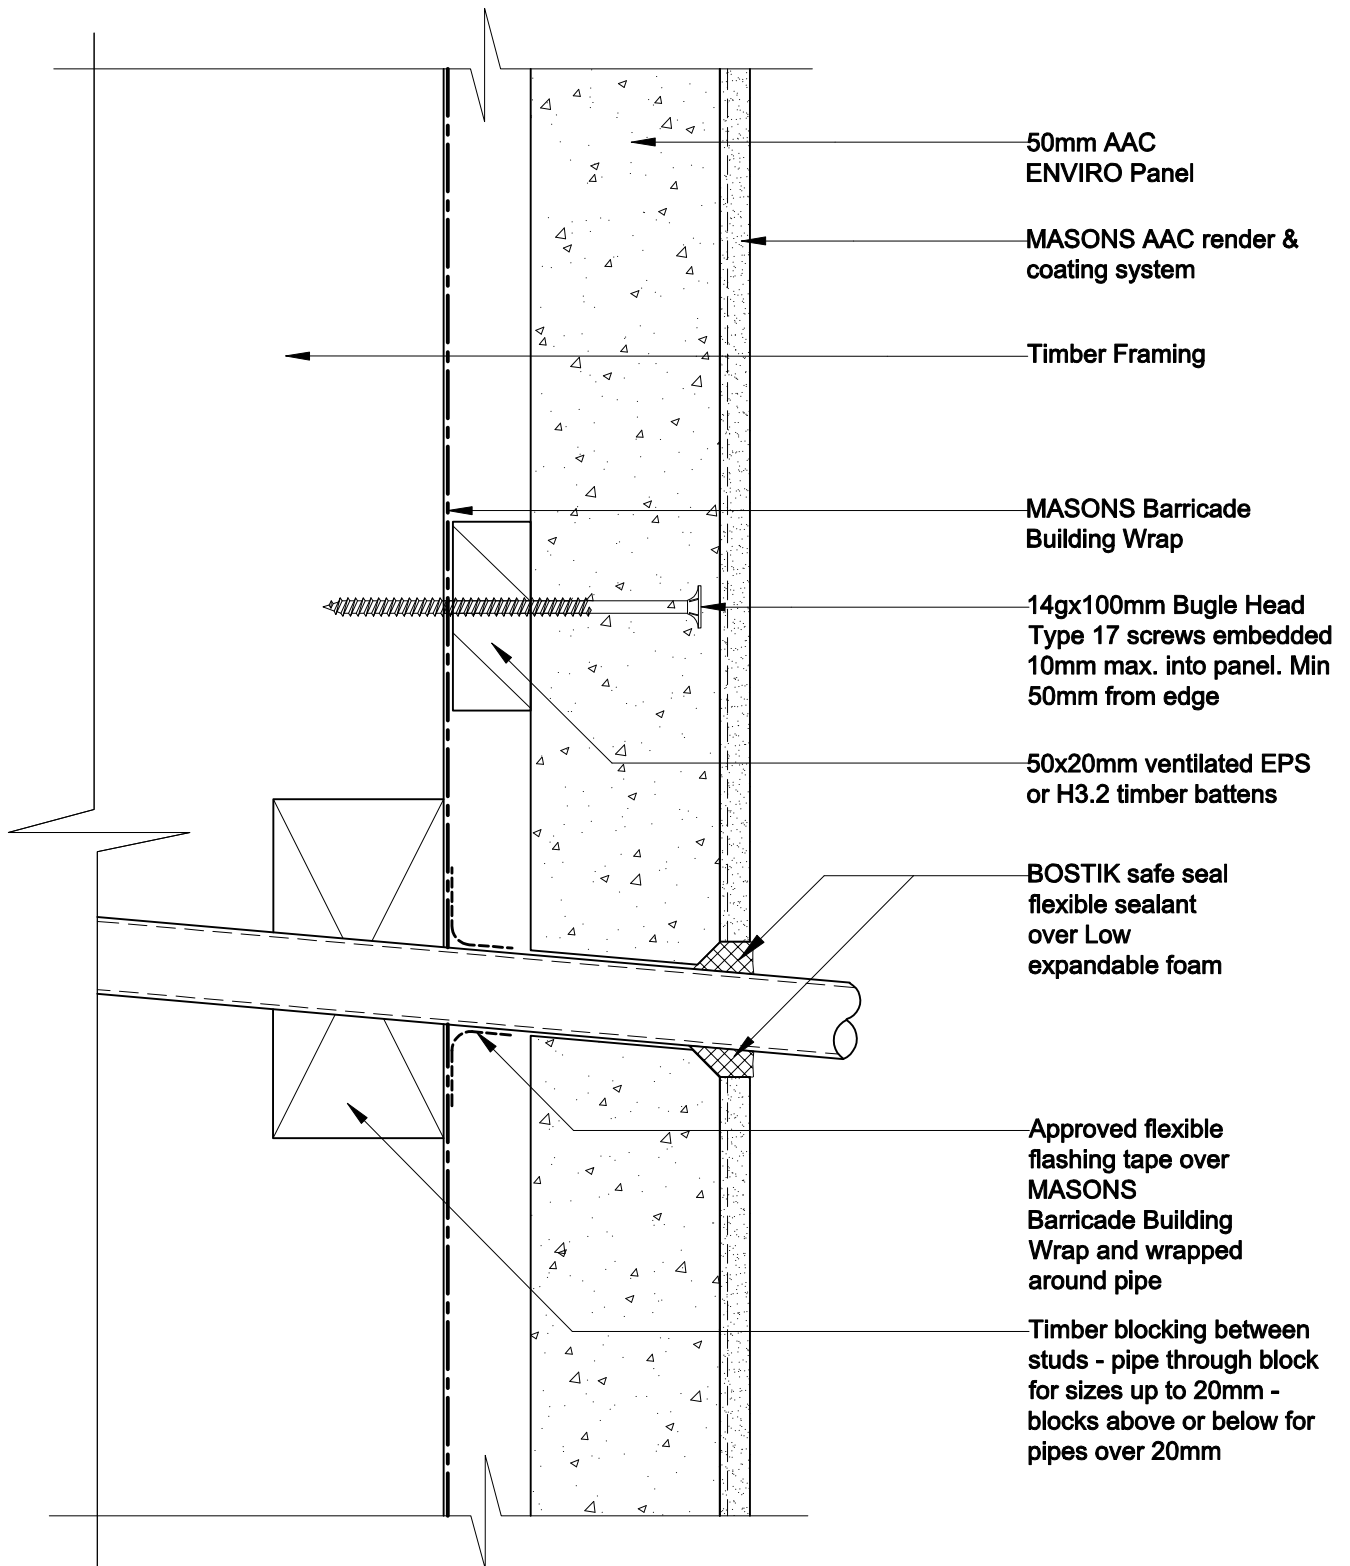 50mm AAC
ENVIRO Panel
MASONS AAC render &
coating system
Timber Framing
MASONS Barricade
Building Wrap
14gx100mm Bugle Head
Type 17 screws embedded
10mm max. into panel. Min
50mm from edge
50x20mm ventilated EPS
or H3.2 timber battens
BOSTIK safe seal
flexible sealant
over Low
expandable foam
Approved flexible
flashing tape over
MASONS
Barricade Building
Wrap and wrapped
around pipe
Timber blocking between
studs - pipe through block
for sizes up to 20mm -
blocks above or below for
pipes over 20mm